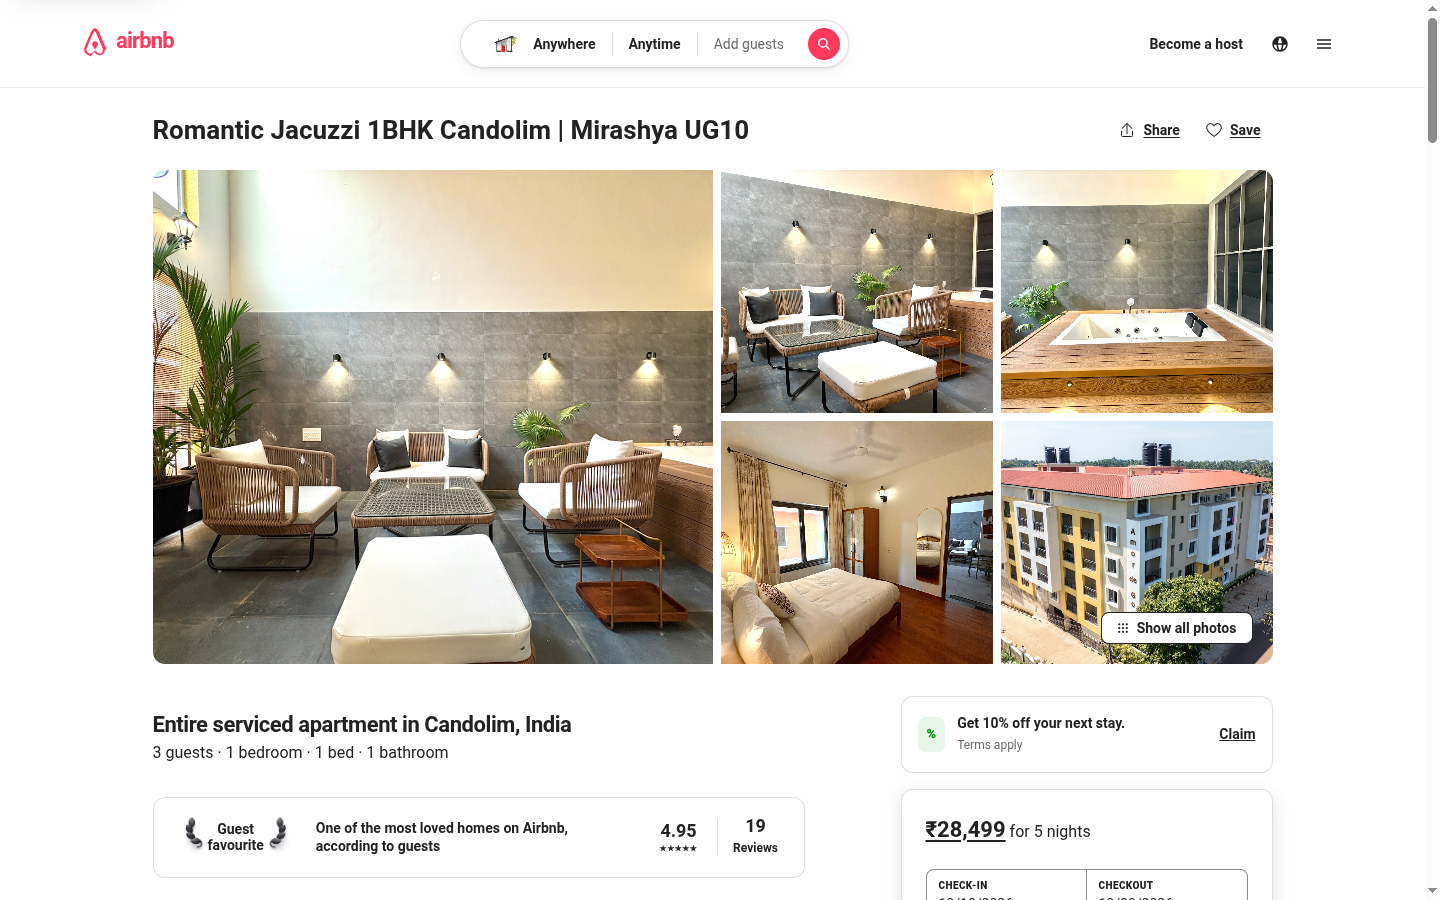 airbnb
Anywhere
Anytime
Add guests
Become a host
Romantic Jacuzzi 1BHK Candolim | Mirashya UG10
Share
Save
Show all photos
Entire serviced apartment in Candolim, India
3 guests · 1 bedroom · 1 bed · 1 bathroom
Guest
favourite
One of the most loved homes on Airbnb,
according to guests
4.95
★★★★★
19
Reviews
%
Get 10% off your next stay.
Terms apply
Claim
₹28,499 for 5 nights
CHECK-IN
CHECKOUT